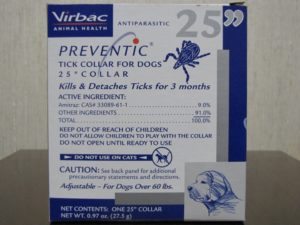 Virbac
ANIMAL HEALTH
ANTIPARASITIC
25”
PREVENTIC®
TICK COLLAR FOR DOGS
25" COLLAR
Kills & Detaches Ticks for 3 months
ACTIVE INGREDIENT:
Amitraz CAS# 33089-61-1 9.0%
OTHER INGREDIENTS 91.0%
TOTAL 100.0%
KEEP OUT OF REACH OF CHILDREN
DO NOT ALLOW CHILDREN TO PLAY WITH THE COLLAR
DO NOT OPEN UNTIL READY TO USE
DO NOT USE ON CATS
CAUTION: See back panel for additional
precautionary statements and directions.
Adjustable - For Dogs Over 60 lbs.
NET CONTENTS: ONE 25" COLLAR
NET WT. 0.97 oz. (27.5 g)